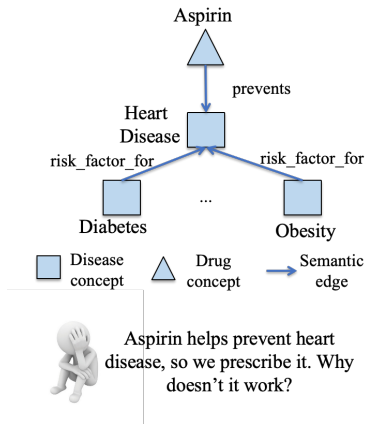 Aspirin
prevents
Heart
Disease
risk_factor_for
risk_factor_for
...
Diabetes
Obesity
Disease
concept
Drug
concept
Semantic
edge
Aspirin helps prevent heart
disease, so we prescribe it. Why
doesn't it work?